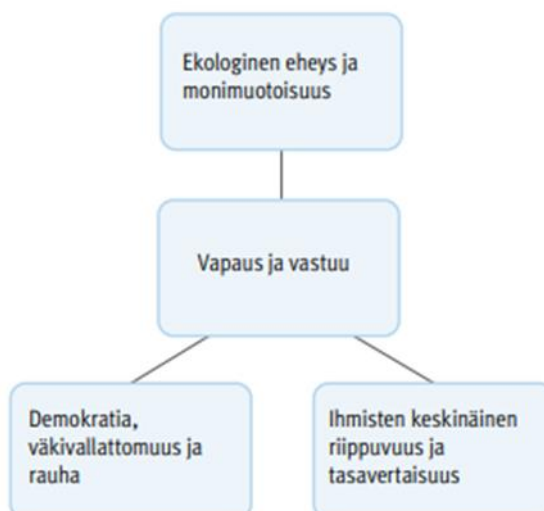 Ekologinen eheys ja
monimuotoisuus
Vapaus ja vastuu
Demokratia,
väkivallattomuus ja
rauha
Ihmisten keskinäinen
riippuvuus ja
tasavertaisuus